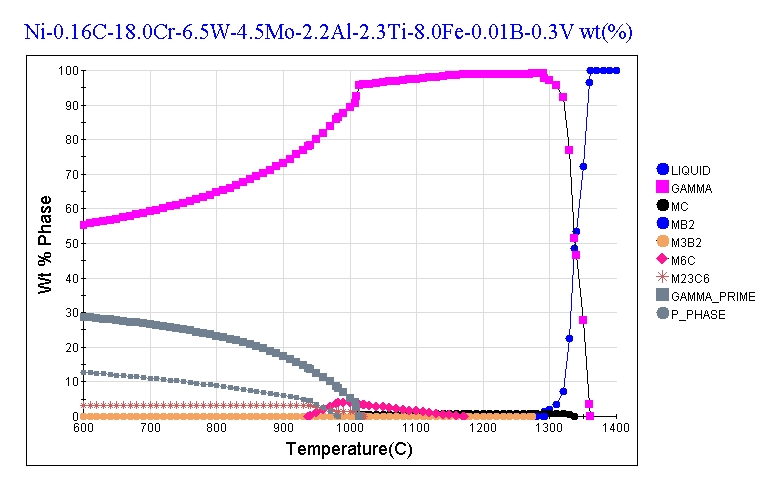 Ni-0.16C-18.0Cr-6.5W-4.5Mo-2.2Al-2.3Ti-8.0Fe-0.01B-0.3V wt(%)
100
90
80
70
60
50
40
30
20
10
0
Wt % Phase
600 700 800 900 1000 1100 1200 1300 1400
Temperature(C)
LIQUID
GAMMA
MC
MB2
M3B2
M6C
M23C6
GAMMA_PRIME
P_PHASE